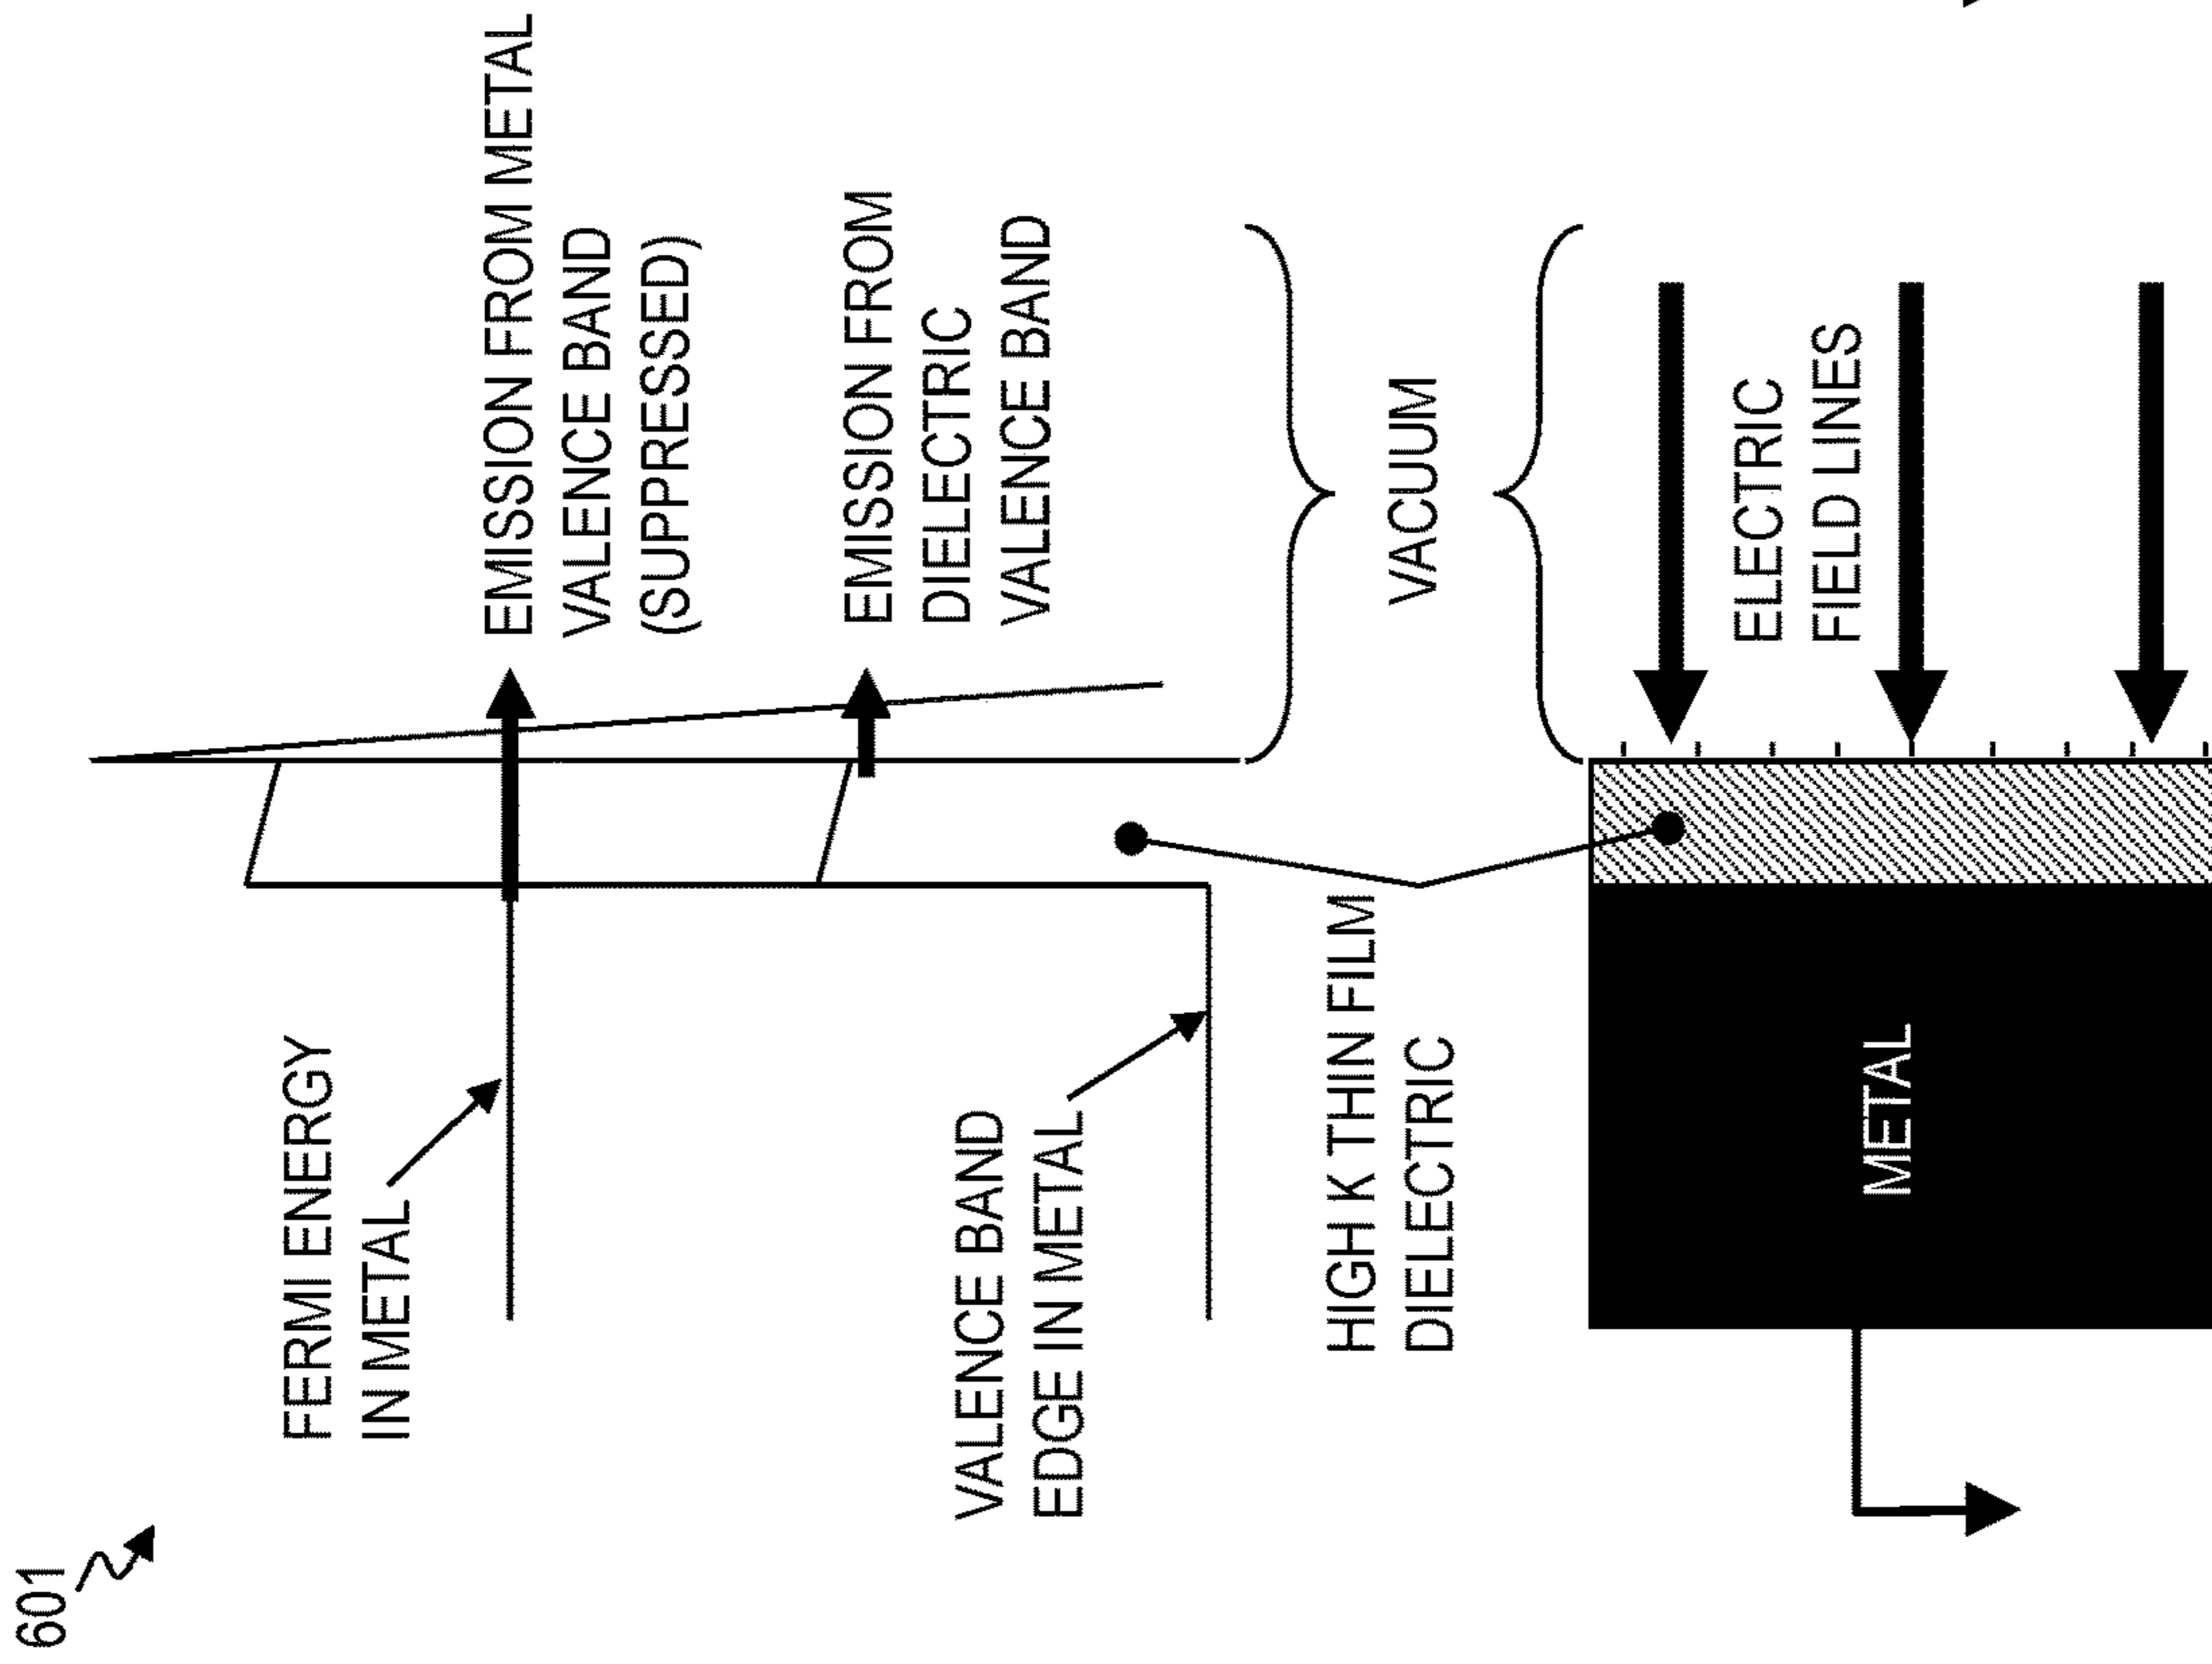 601
FERMI ENERGY
IN METAL
EMISSION FROM METAL
VALENCE BAND
(SUPPRESSED)
EMISSION FROM
DIELECTRIC
VALENCE BAND
VALENCE BAND
EDGE IN METAL
HIGH K THIN FILM
DIELECTRIC
VACUUM
METAL
ELECTRIC
FIELD LINES